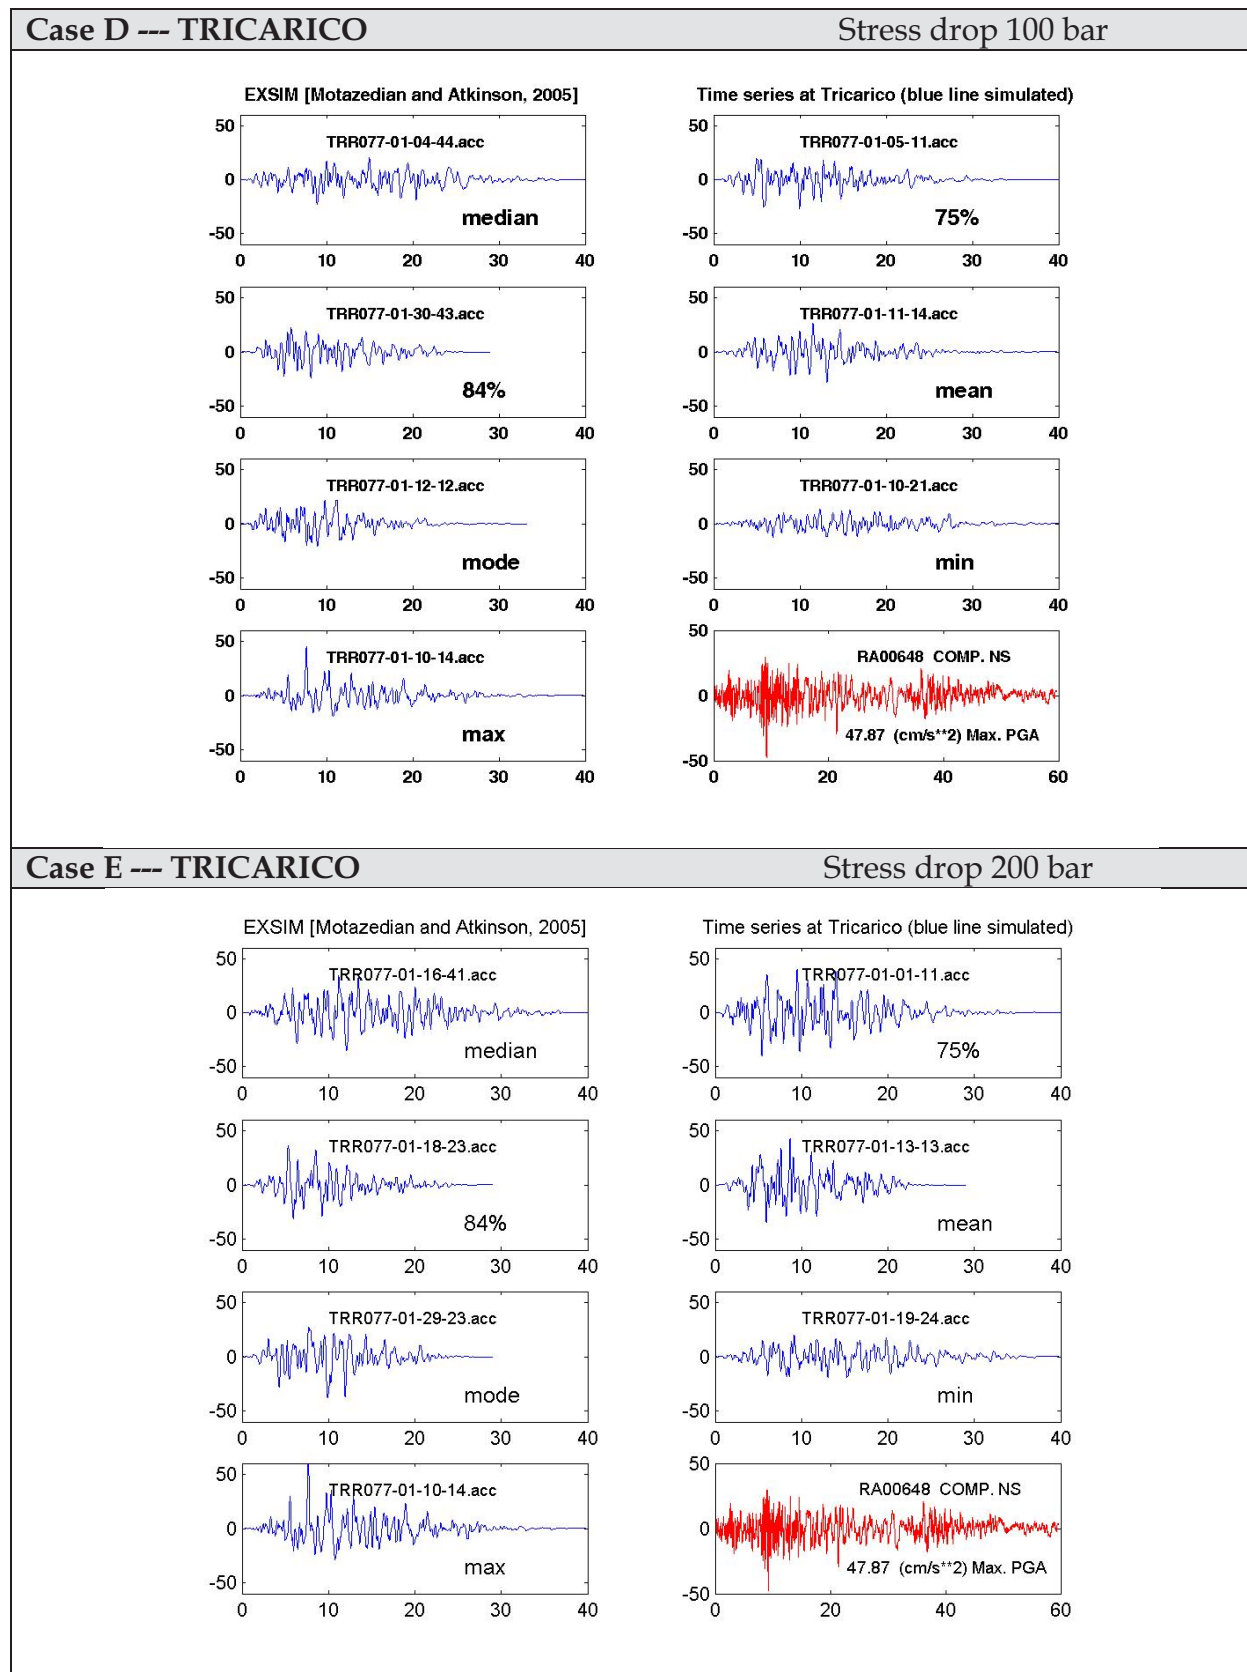 Case D --- TRICARICO Stress drop 100 bar
EXSIM [Motazedian and Atkinson, 2005] Time series at Tricarico (blue line simulated)
50
0
-50
TRR077-01-04-44.acc
median
0 10 20 30 40
50
0
-50
TRR077-01-05-11.acc
75%
0 10 20 30 40
50
0
-50
TRR077-01-30-43.acc
84%
0 10 20 30 40
50
0
-50
TRR077-01-11-14.acc
mean
0 10 20 30 40
50
0
-50
TRR077-01-12-12.acc
mode
0 10 20 30 40
50
0
-50
TRR077-01-10-21.acc
min
0 10 20 30 40
50
0
-50
TRR077-01-10-14.acc
max
0 10 20 30 40
50
0
-50
RA00648 COMP. NS
47.87 (cm/s**2) Max. PGA
0 20 40 60
Case E --- TRICARICO Stress drop 200 bar
EXSIM [Motazedian and Atkinson, 2005] Time series at Tricarico (blue line simulated)
50
0
-50
TRR077-01-16-41.acc
median
0 10 20 30 40
50
0
-50
TRR077-01-01-11.acc
75%
0 10 20 30 40
50
0
-50
TRR077-01-18-23.acc
84%
0 10 20 30 40
50
0
-50
TRR077-01-13-13.acc
mean
0 10 20 30 40
50
0
-50
TRR077-01-29-23.acc
mode
0 10 20 30 40
50
0
-50
TRR077-01-19-24.acc
min
0 10 20 30 40
50
0
-50
TRR077-01-10-14.acc
max
0 10 20 30 40
50
0
-50
RA00648 COMP. NS
47.87 (cm/s**2) Max. PGA
0 20 40 60